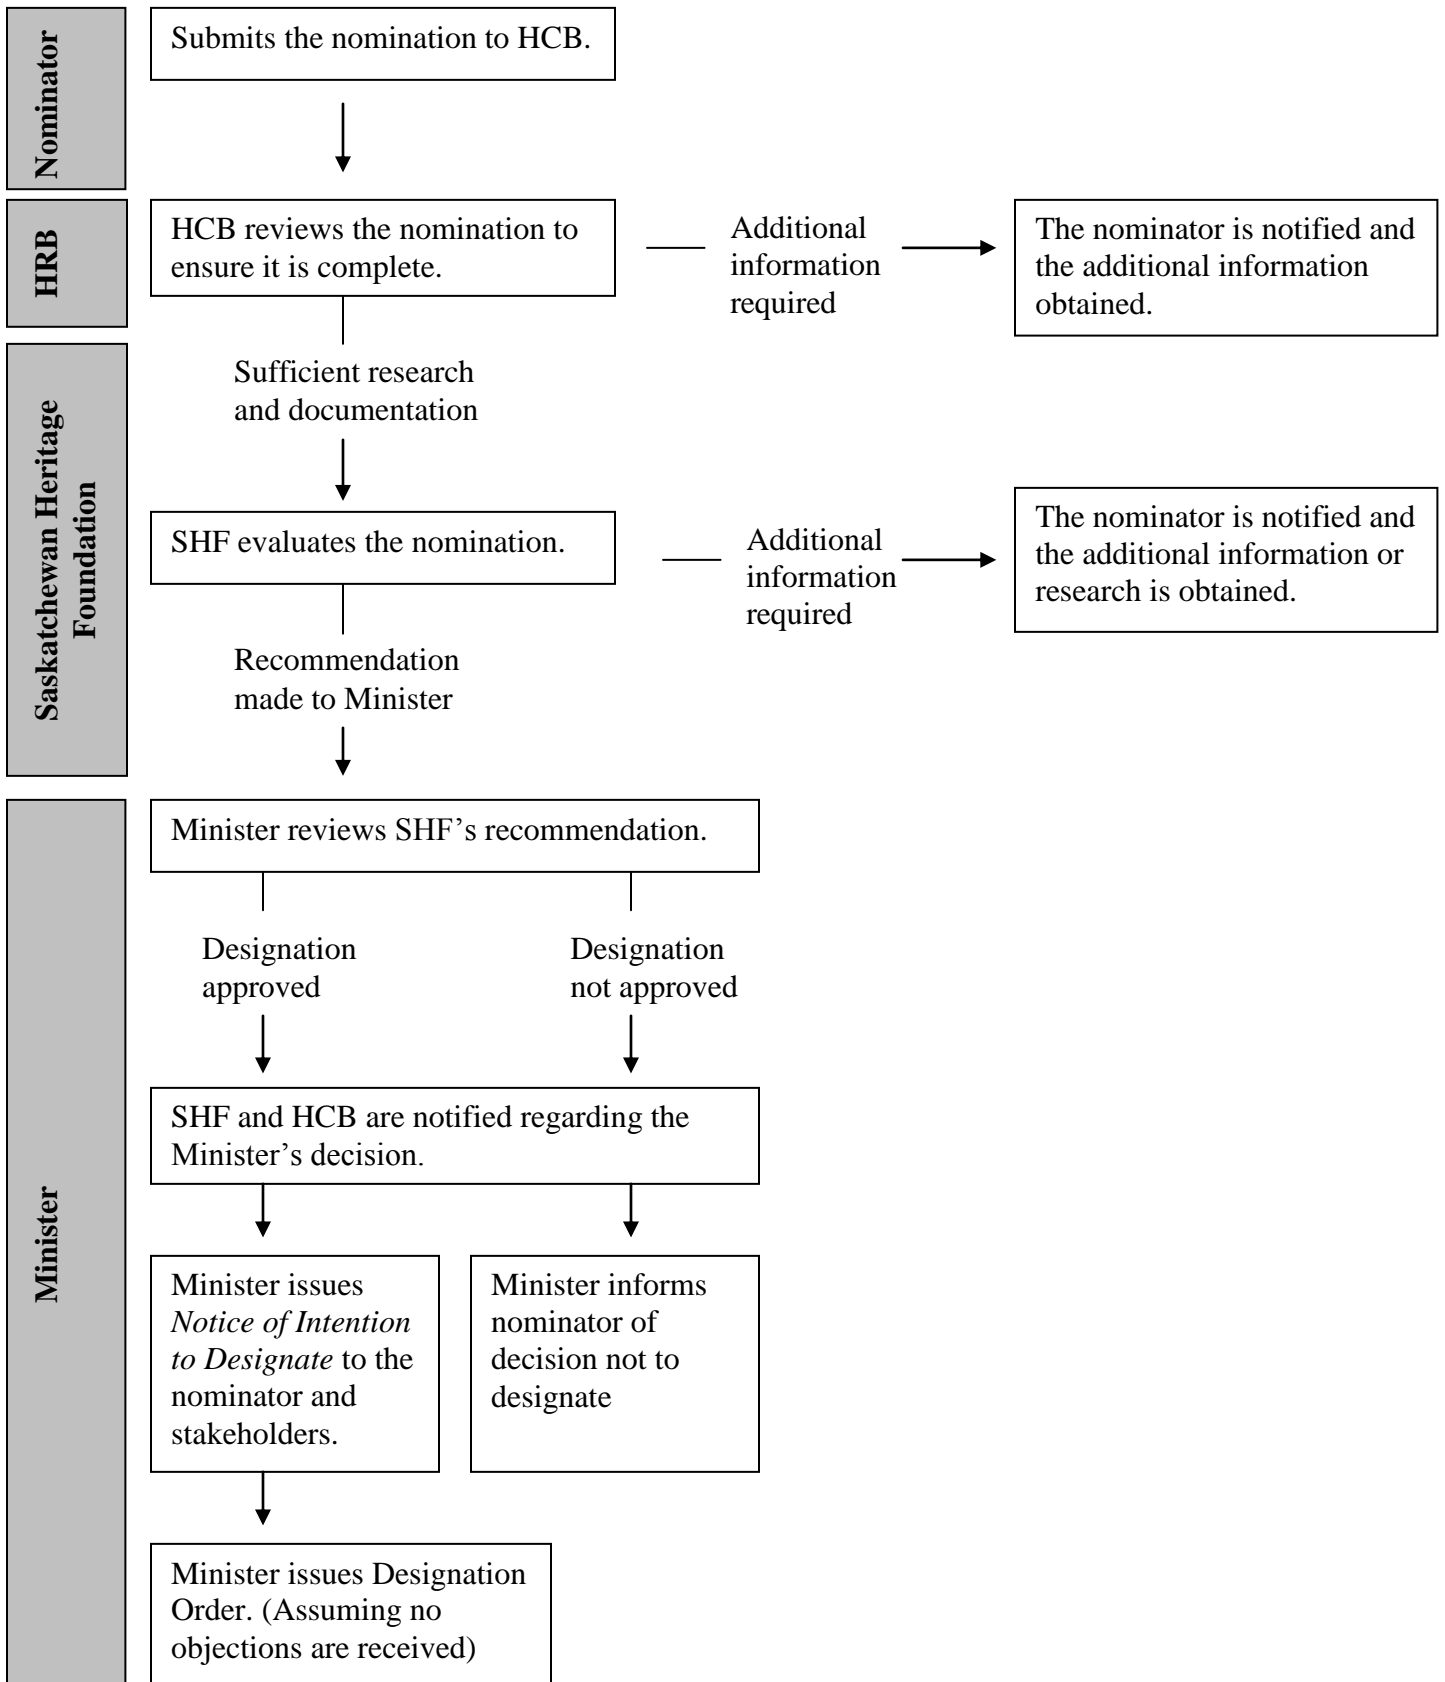 Nominator
Submits the nomination to HCB.
HRB
HCB reviews the nomination to
ensure it is complete.
Additional
information
required
The nominator is notified and
the additional information
obtained.
Saskatchewan Heritage
Foundation
Sufficient research
and documentation
SHF evaluates the nomination.
Additional
information
required
The nominator is notified and
the additional information or
research is obtained.
Recommendation
made to Minister
Minister
Minister reviews SHF’s recommendation.
Designation
approved
Designation
not approved
SHF and HCB are notified regarding the
Minister’s decision.
Minister issues
Notice of Intention
to Designate to the
nominator and
stakeholders.
Minister informs
nominator of
decision not to
designate
Minister issues Designation
Order. (Assuming no
objections are received)